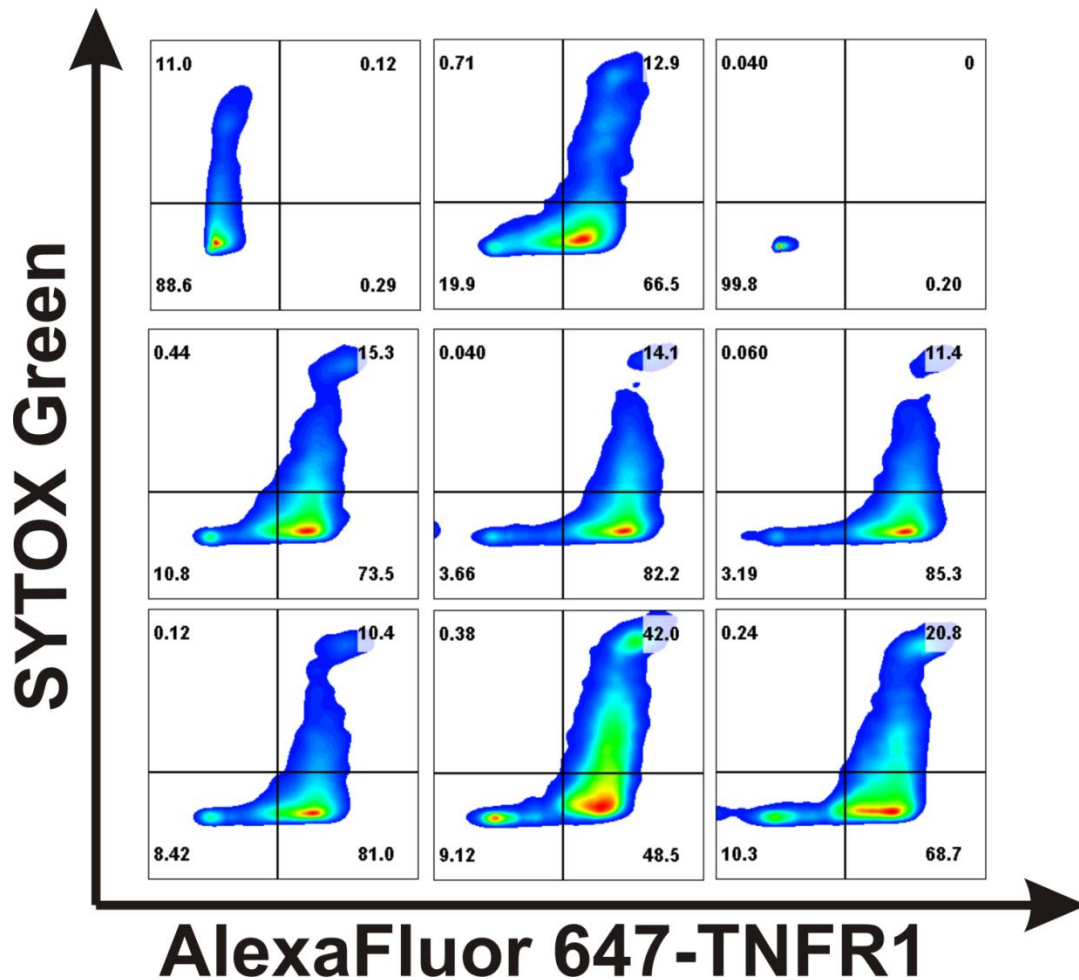 11.0 0.12 0.71 12.9 0.040 0
88.6 0.29 19.9 66.5 99.8 0.20
0.44 15.3 0.040 14.1 0.060 11.4
10.8 73.5 3.66 82.2 3.19 85.3
0.12 10.4 0.38 42.0 0.24 20.8
8.42 81.0 9.12 48.5 10.3 68.7
SYTOX Green
AlexaFluor 647-TNFR1